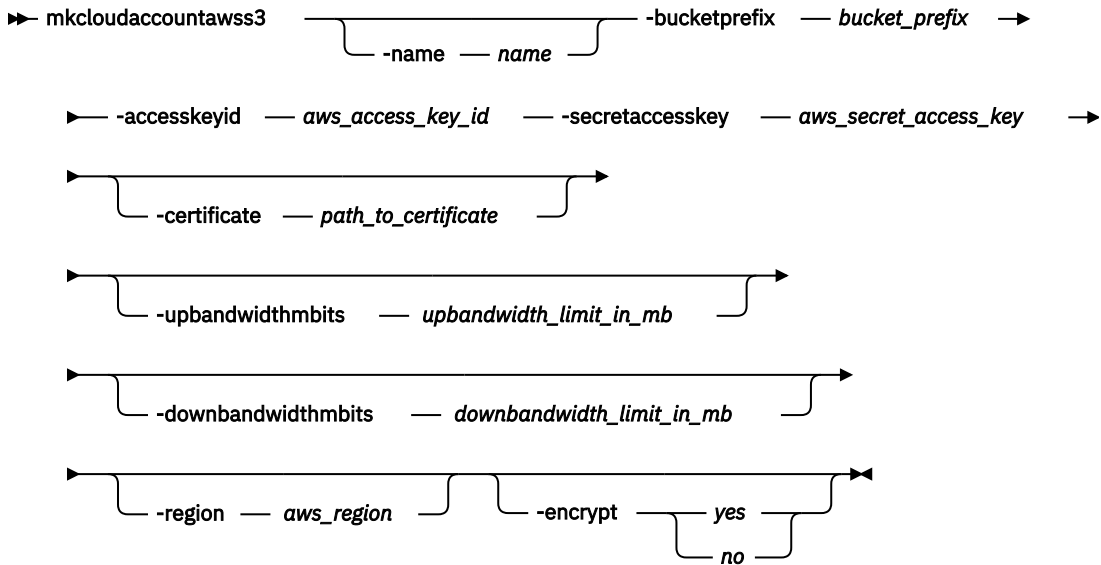 mkcloudaccountawss3 -bucketprefix bucket_prefix
-name name
-accesskeyid aws_access_key_id -secretaccesskey aws_secret_access_key
-certificate path_to_certificate
-upbandwidthmbits upbandwidth_limit_in_mb
-downbandwidthmbits downbandwidth_limit_in_mb
-region aws_region -encrypt yes
no